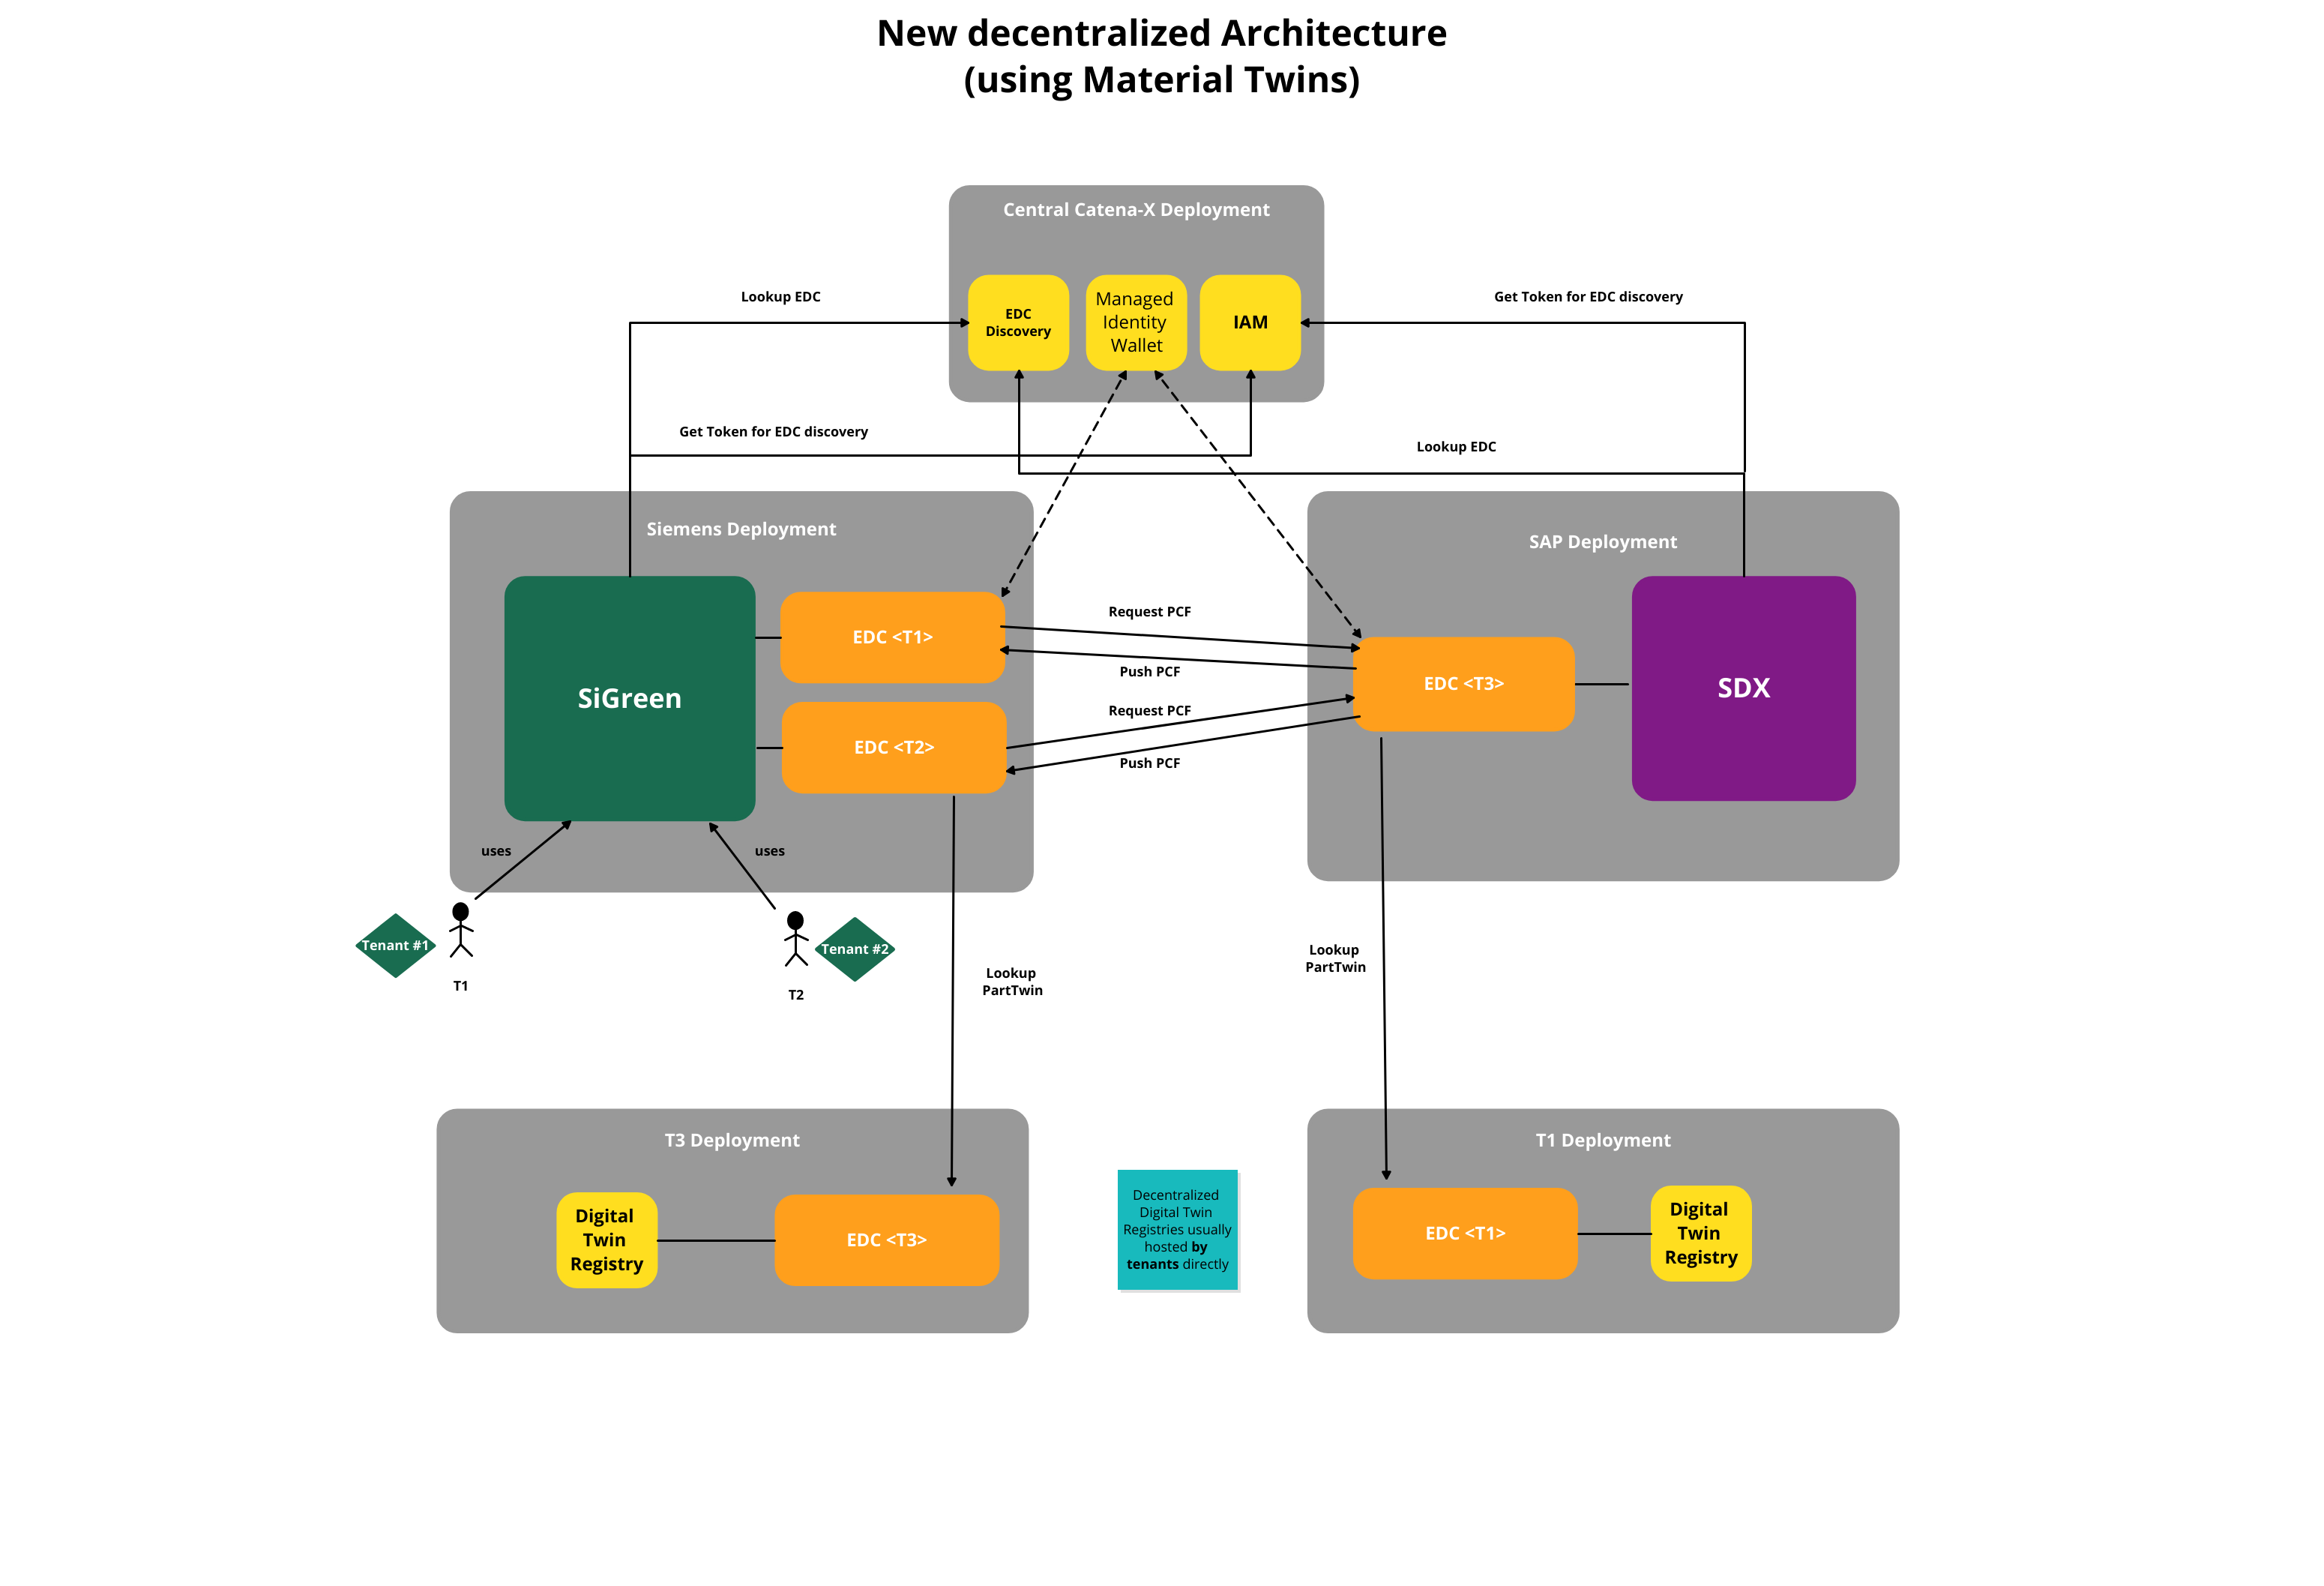 New decentralized Architecture
(using Material Twins)
Central Catena-X Deployment
Lookup EDC
EDC
Discovery
Managed
Identity
Wallet
IAM
Get Token for EDC discovery
Get Token for EDC discovery
Lookup EDC
Siemens Deployment
SAP Deployment
SiGreen
EDC <T1>
EDC <T2>
Request PCF
Push PCF
Request PCF
Push PCF
EDC <T3>
SDX
uses
uses
Tenant #1
T1
Tenant #2
T2
Lookup
PartTwin
Lookup
PartTwin
T3 Deployment
Digital
Twin
Registry
EDC <T3>
Decentralized
Digital Twin
Registries usually
hosted by
tenants directly
T1 Deployment
EDC <T1>
Digital
Twin
Registry